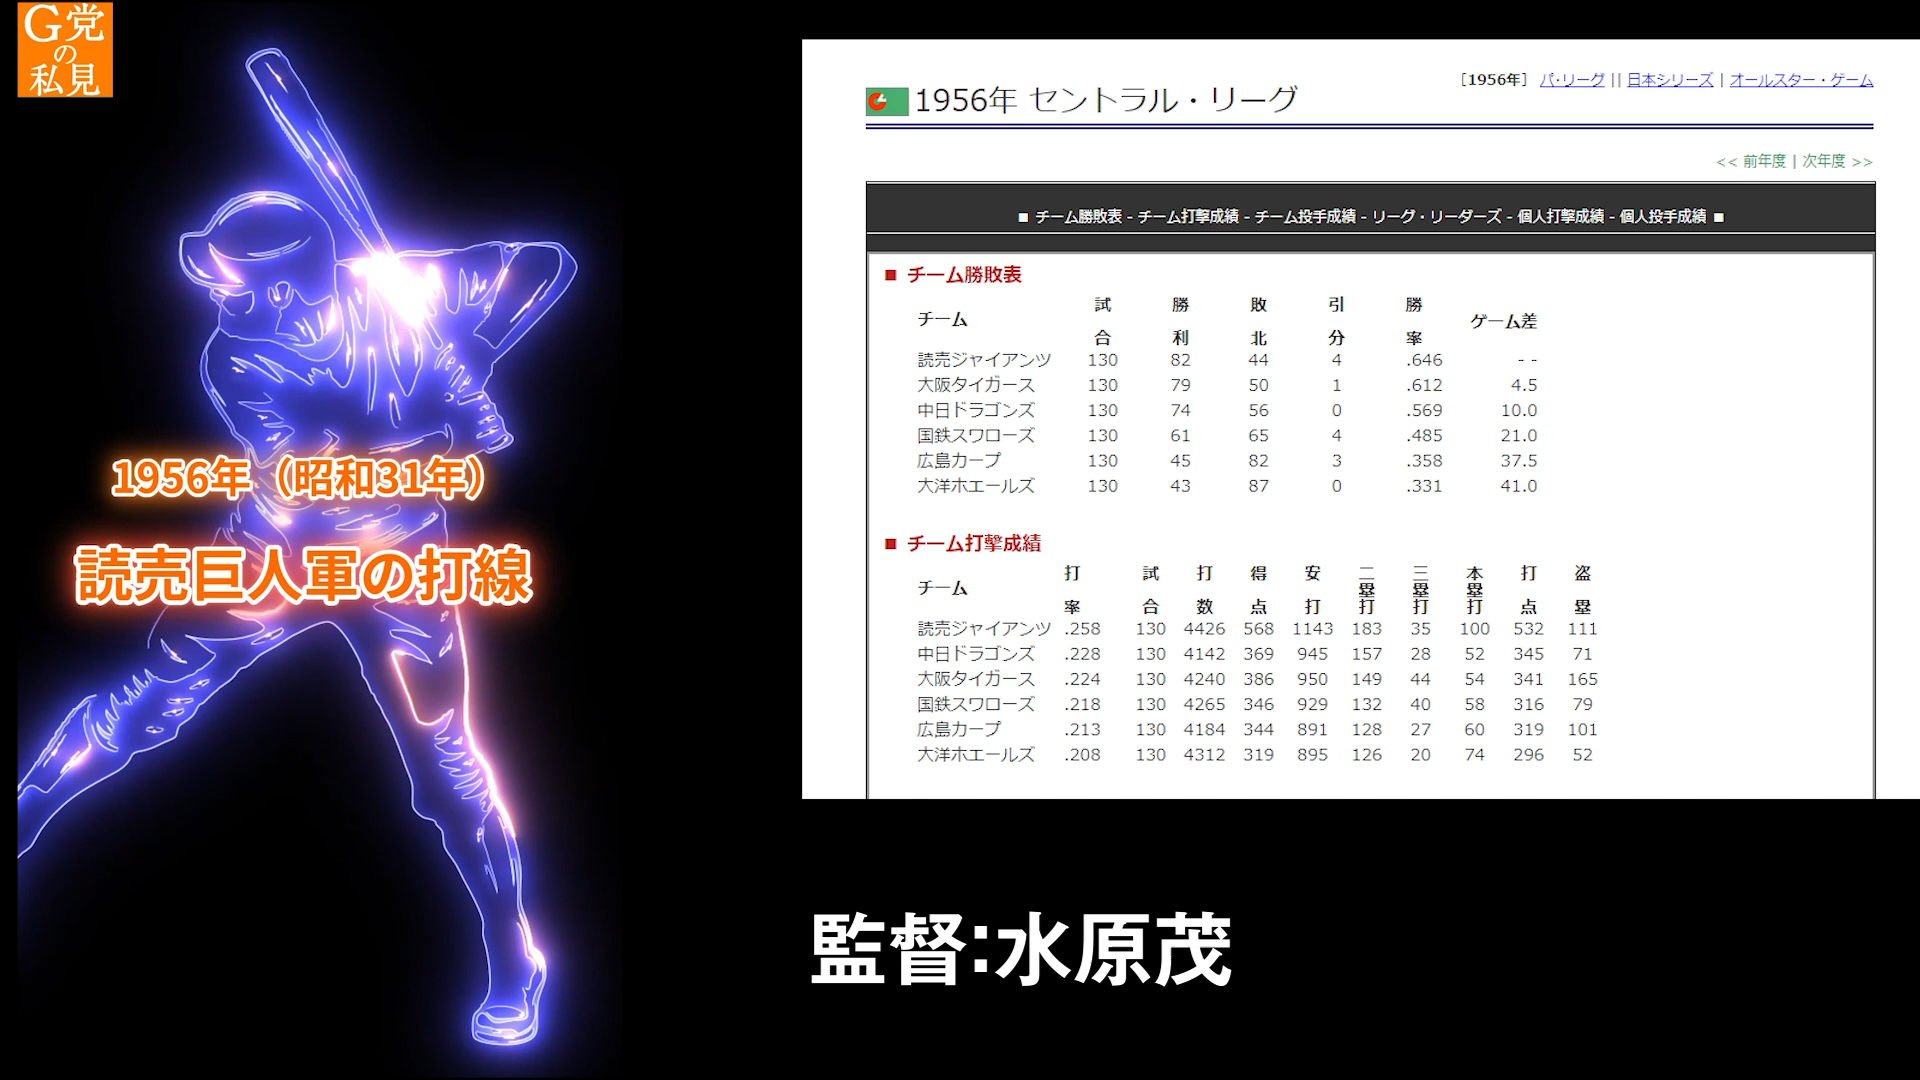 G党
の
私見
1956年（昭和31年）
読売巨人軍の打線
［1956年］ パ・リーグ || 日本シリーズ | オールスター・ゲーム
1956年 セントラル・リーグ
<< 前年度 | 次年度 >>
■ チーム勝敗表 - チーム打撃成績 - チーム投手成績 - リーグ・リーダーズ - 個人打撃成績 - 個人投手成績 ■
■ チーム勝敗表
チーム 試合 勝利 敗北 引分 勝率 ゲーム差
読売ジャイアンツ 130 82 44 4 .646 - -
大阪タイガース 130 79 50 1 .612 4.5
中日ドラゴンズ 130 74 56 0 .569 10.0
国鉄スワローズ 130 61 65 4 .485 21.0
広島カープ 130 45 82 3 .358 37.5
大洋ホエールズ 130 43 87 0 .331 41.0
■ チーム打撃成績
チーム 打率 試合 打数 得点 安打 二塁打 三塁打 本塁打 打点 盗塁
読売ジャイアンツ .258 130 4426 568 1143 183 35 100 532 111
中日ドラゴンズ .228 130 4142 369 945 157 28 52 345 71
大阪タイガース .224 130 4240 386 950 149 44 54 341 165
国鉄スワローズ .218 130 4265 346 929 132 40 58 316 79
広島カープ .213 130 4184 344 891 128 27 60 319 101
大洋ホエールズ .208 130 4312 319 895 126 20 74 296 52
監督:水原茂